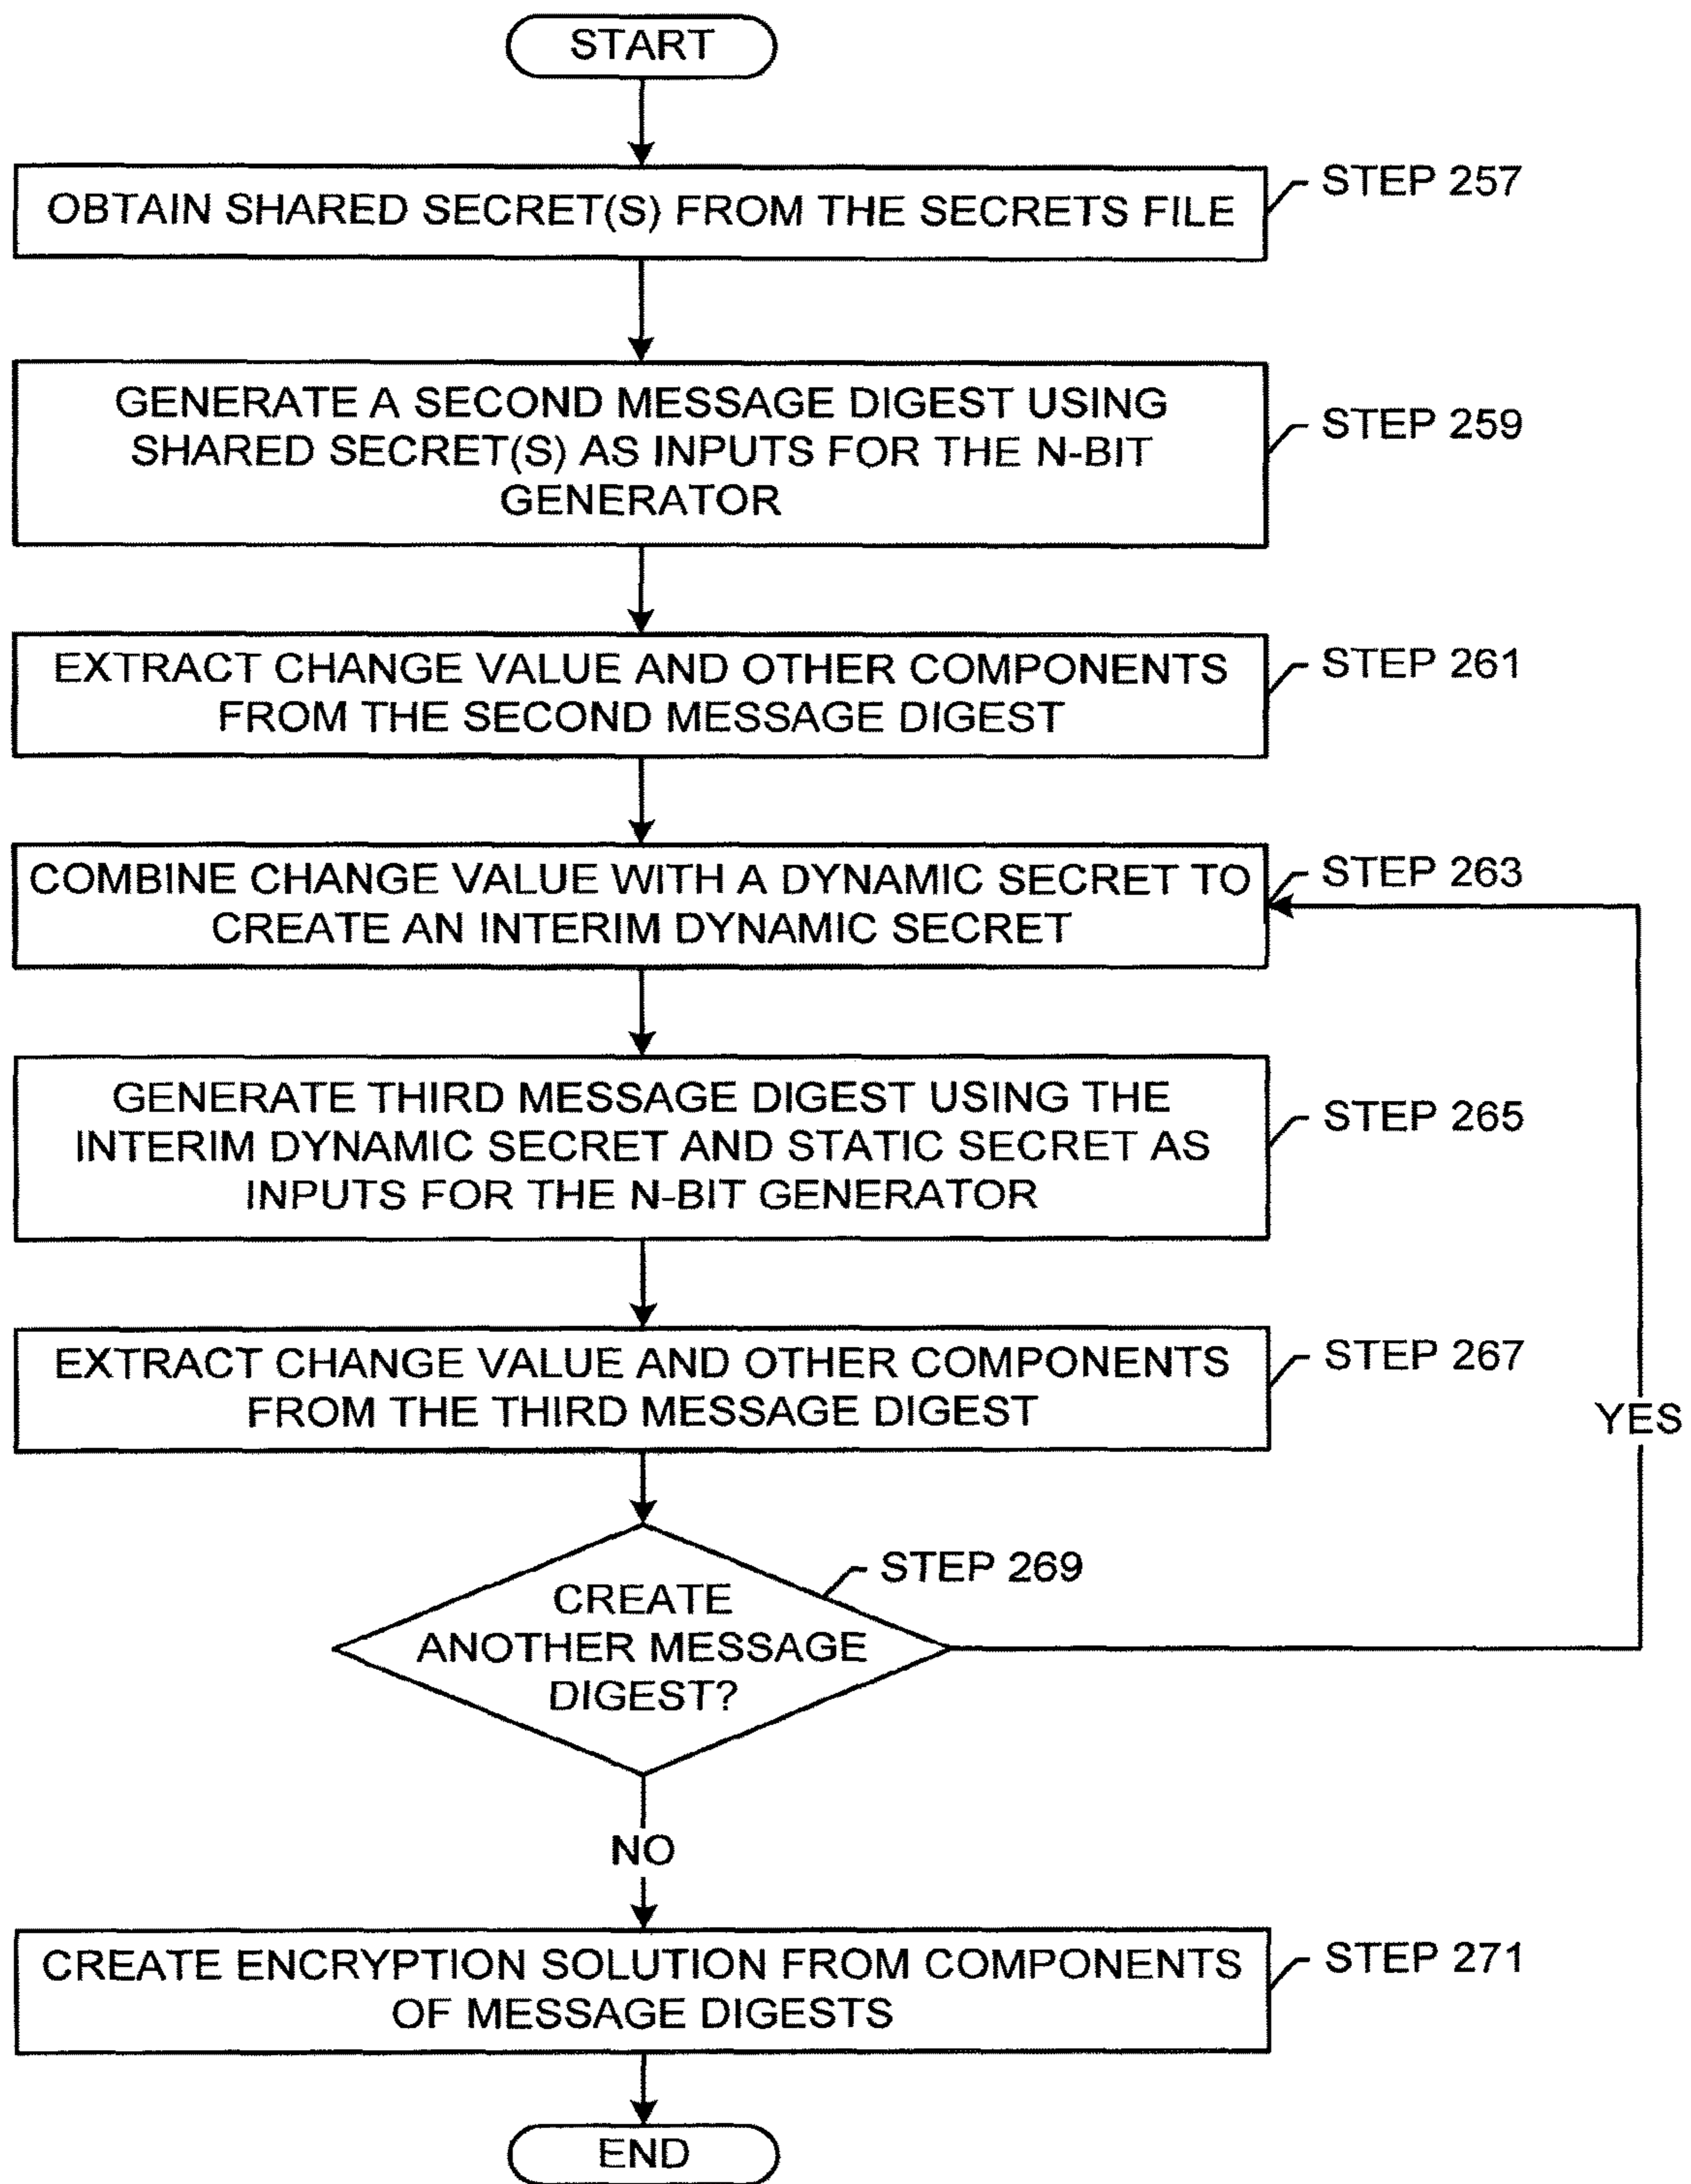 START
OBTAIN SHARED SECRET(S) FROM THE SECRETS FILE
STEP 257
GENERATE A SECOND MESSAGE DIGEST USING
SHARED SECRET(S) AS INPUTS FOR THE N-BIT
GENERATOR
STEP 259
EXTRACT CHANGE VALUE AND OTHER COMPONENTS
FROM THE SECOND MESSAGE DIGEST
STEP 261
COMBINE CHANGE VALUE WITH A DYNAMIC SECRET TO
CREATE AN INTERIM DYNAMIC SECRET
STEP 263
GENERATE THIRD MESSAGE DIGEST USING THE
INTERIM DYNAMIC SECRET AND STATIC SECRET AS
INPUTS FOR THE N-BIT GENERATOR
STEP 265
EXTRACT CHANGE VALUE AND OTHER COMPONENTS
FROM THE THIRD MESSAGE DIGEST
STEP 267
YES
CREATE
ANOTHER MESSAGE
DIGEST?
STEP 269
NO
CREATE ENCRYPTION SOLUTION FROM COMPONENTS
OF MESSAGE DIGESTS
STEP 271
END